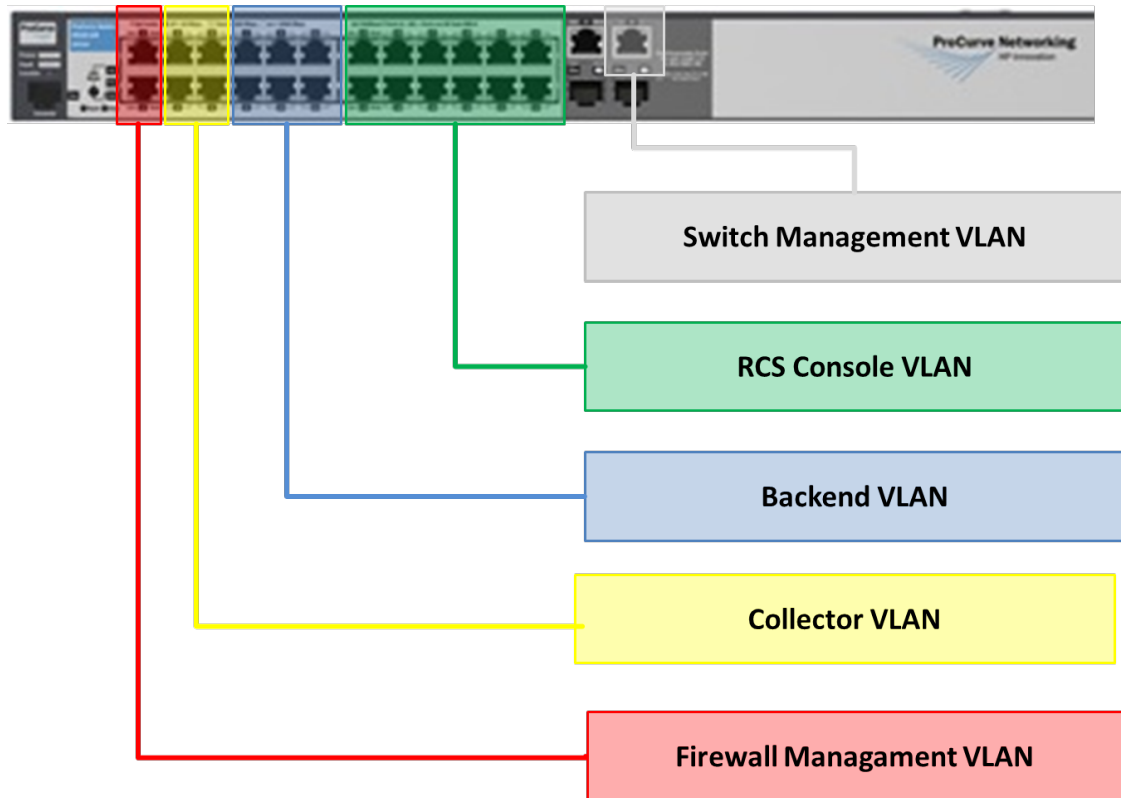 ProCurve Networking
HP Innovation
Switch Management VLAN
RCS Console VLAN
Backend VLAN
Collector VLAN
Firewall Managament VLAN